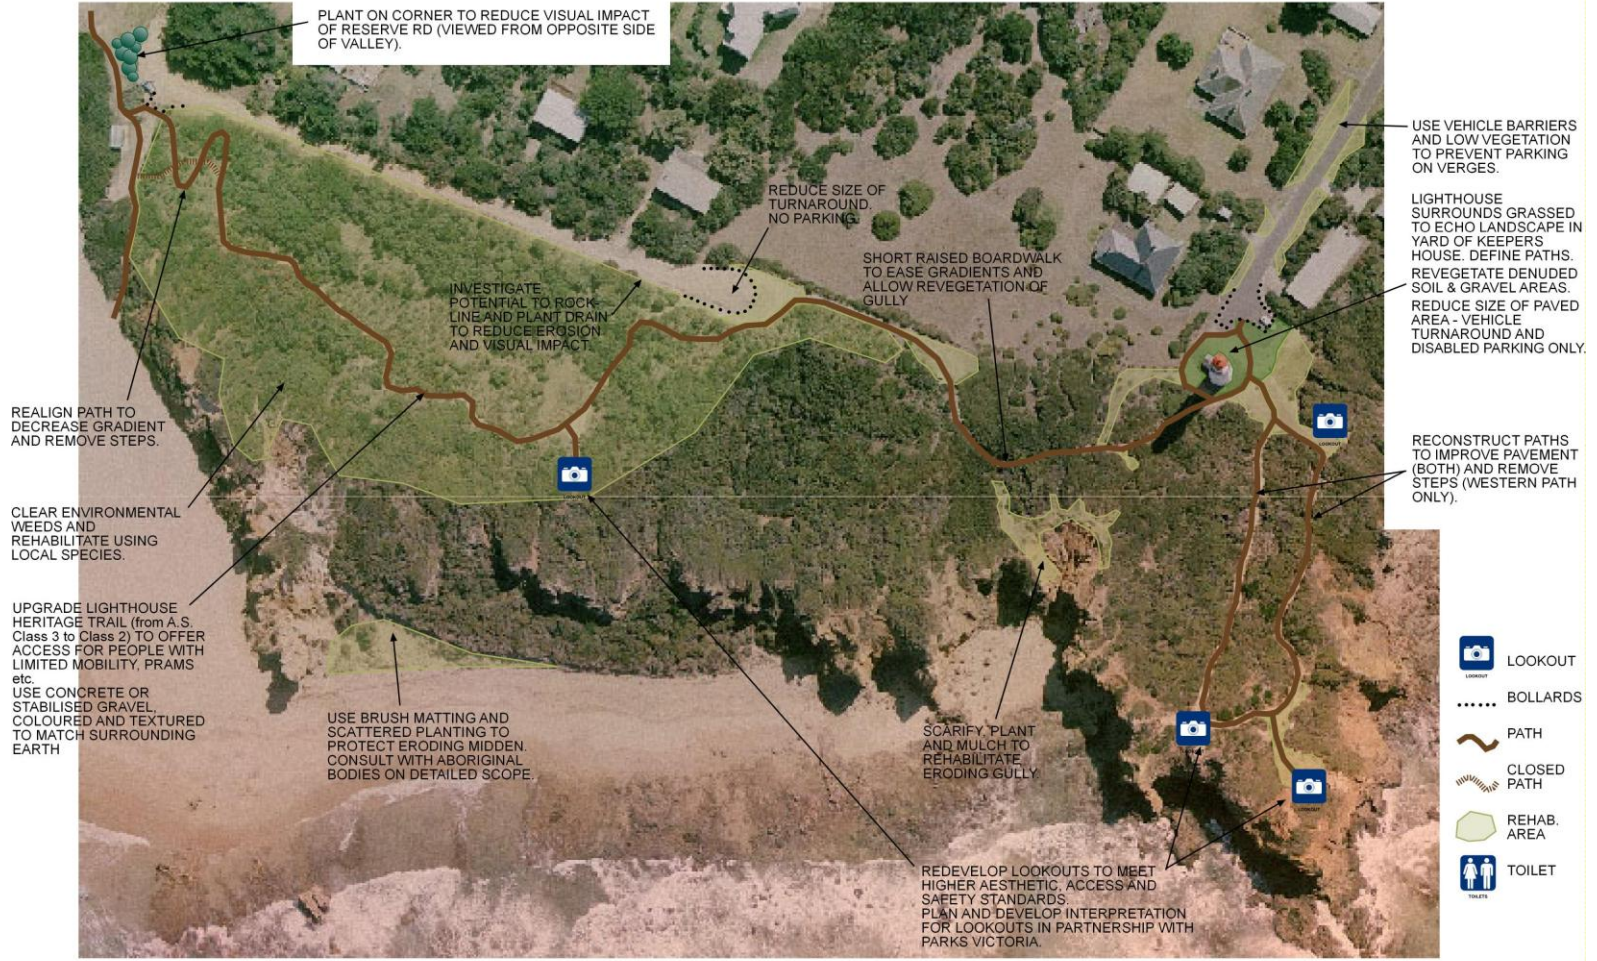 PLANT ON CORNER TO REDUCE VISUAL IMPACT
OF RESERVE RD (VIEWED FROM OPPOSITE SIDE
OF VALLEY).
USE VEHICLE BARRIERS
AND LOW VEGETATION
TO PREVENT PARKING
ON VERGES.
REDUCE SIZE OF
TURNAROUND.
NO PARKING.
LIGHTHOUSE
SURROUNDS GRASSED
TO ECHO LANDSCAPE IN
YARD OF KEEPERS
HOUSE. DEFINE PATHS.
REVEGETATE DENUDED
SOIL & GRAVEL AREAS.
REDUCE SIZE OF PAVED
AREA - VEHICLE
TURNAROUND AND
DISABLED PARKING ONLY.
SHORT RAISED BOARDWALK
TO EASE GRADIENTS AND
ALLOW REVEGETATION OF
GULLY
INVESTIGATE
POTENTIAL TO ROCK-
LINE AND PLANT DRAIN
TO REDUCE EROSION
AND VISUAL IMPACT.
REALIGN PATH TO
DECREASE GRADIENT
AND REMOVE STEPS.
LOOKOUT
RECONSTRUCT PATHS
TO IMPROVE PAVEMENT
(BOTH) AND REMOVE
STEPS (WESTERN PATH
ONLY).
LOOKOUT
CLEAR ENVIRONMENTAL
WEEDS AND
REHABILITATE USING
LOCAL SPECIES.
UPGRADE LIGHTHOUSE
HERITAGE TRAIL (from A.S.
Class 3 to Class 2) TO OFFER
ACCESS FOR PEOPLE WITH
LIMITED MOBILITY, PRAMS
etc.
USE CONCRETE OR
STABILISED GRAVEL,
COLOURED AND TEXTURED
TO MATCH SURROUNDING
EARTH
USE BRUSH MATTING AND
SCATTERED PLANTING TO
PROTECT ERODING MIDDEN.
CONSULT WITH ABORIGINAL
BODIES ON DETAILED SCOPE.
SCARIFY, PLANT
AND MULCH TO
REHABILITATE
ERODING GULLY
LOOKOUT
REDEVELOP LOOKOUTS TO MEET
HIGHER AESTHETIC, ACCESS AND
SAFETY STANDARDS.
PLAN AND DEVELOP INTERPRETATION
FOR LOOKOUTS IN PARTNERSHIP WITH
PARKS VICTORIA.
LOOKOUT
LOOKOUT
BOLLARDS
PATH
CLOSED
PATH
REHAB.
AREA
TOILET
TOILETS